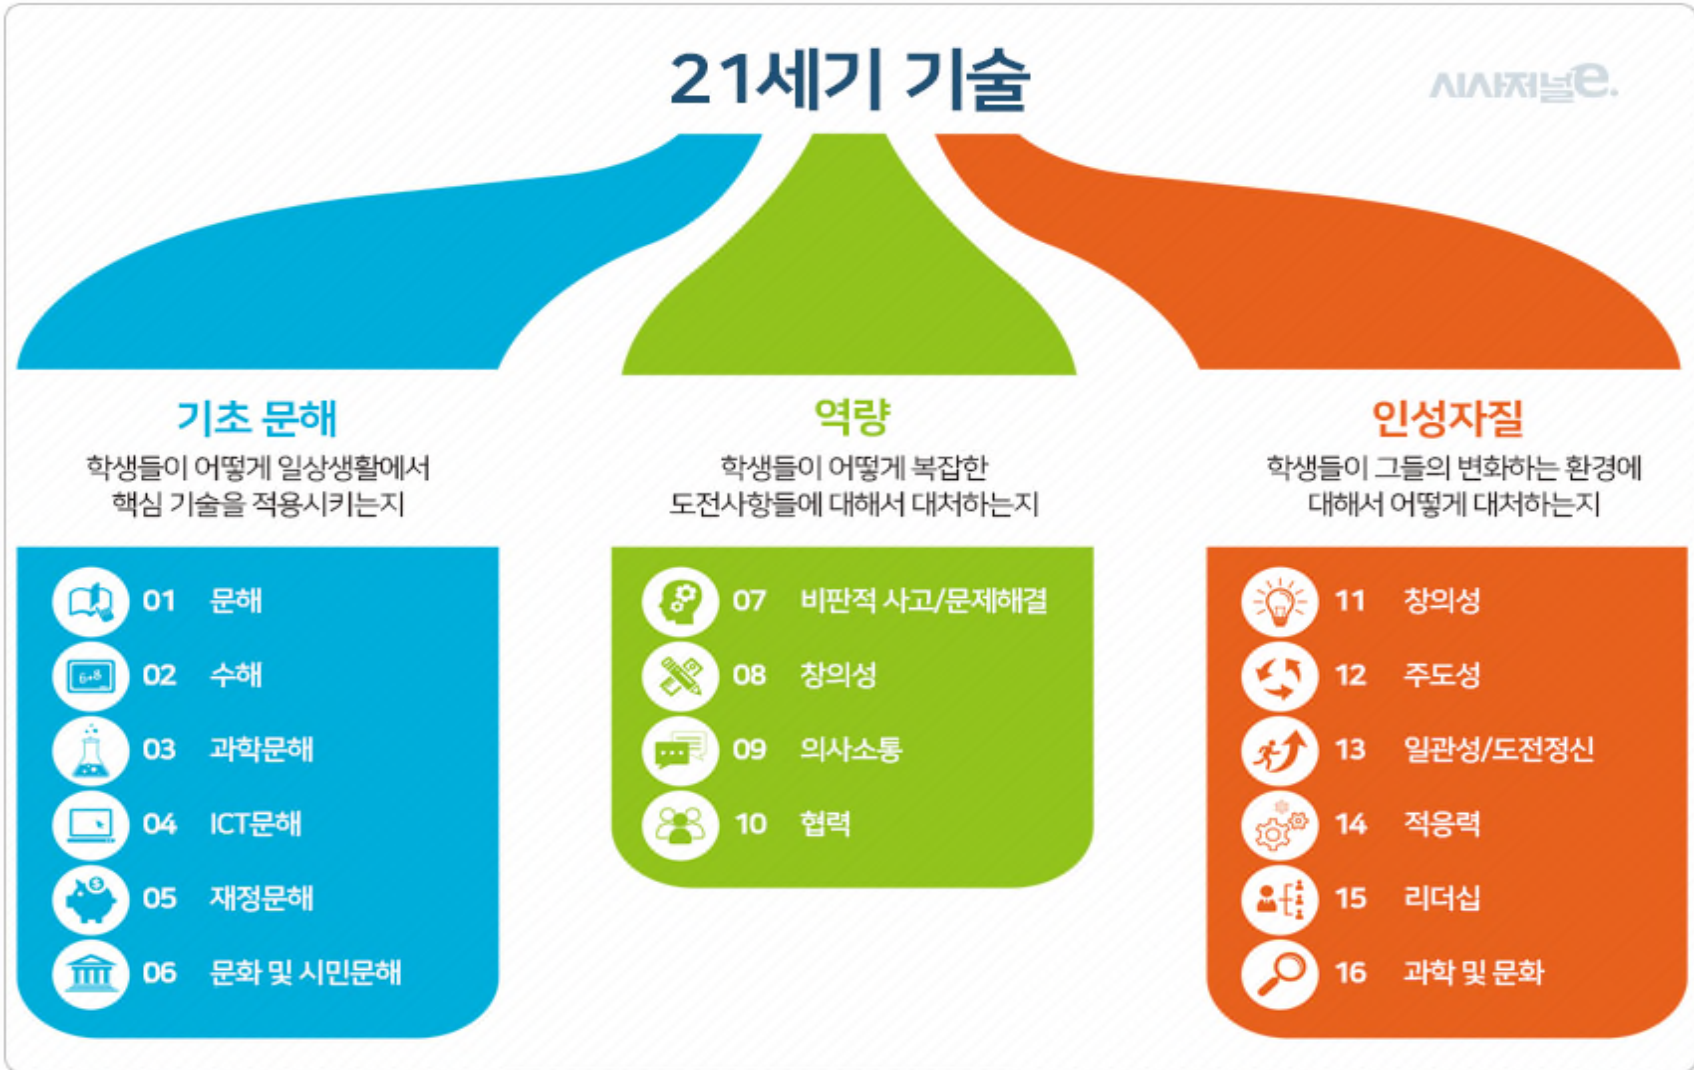 21세기 기술
시사저널e.
기초 문해
학생들이 어떻게 일상생활에서
핵심 기술을 적용시키는지
01 문해
02 수해
6+8
03 과학문해
04 ICT문해
05 재정문해
$
06 문화 및 시민문해
역량
학생들이 어떻게 복잡한
도전사항들에 대해서 대처하는지
07 비판적 사고/문제해결
08 창의성
09 의사소통
10 협력
인성자질
학생들이 그들의 변화하는 환경에
대해서 어떻게 대처하는지
11 창의성
12 주도성
13 일관성/도전정신
14 적응력
15 리더십
16 과학 및 문화